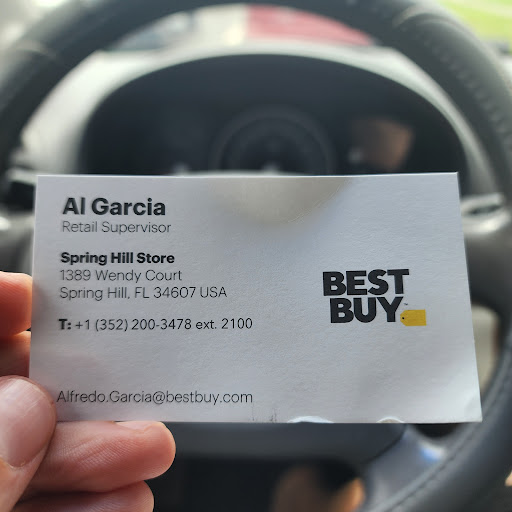 Al Garcia
Retail Supervisor
Spring Hill Store
1389 Wendy Court
Spring Hill, FL 34607 USA
T: +1 (352) 200-3478 ext. 2100
Alfredo.Garcia@bestbuy.com
BEST
BUY™